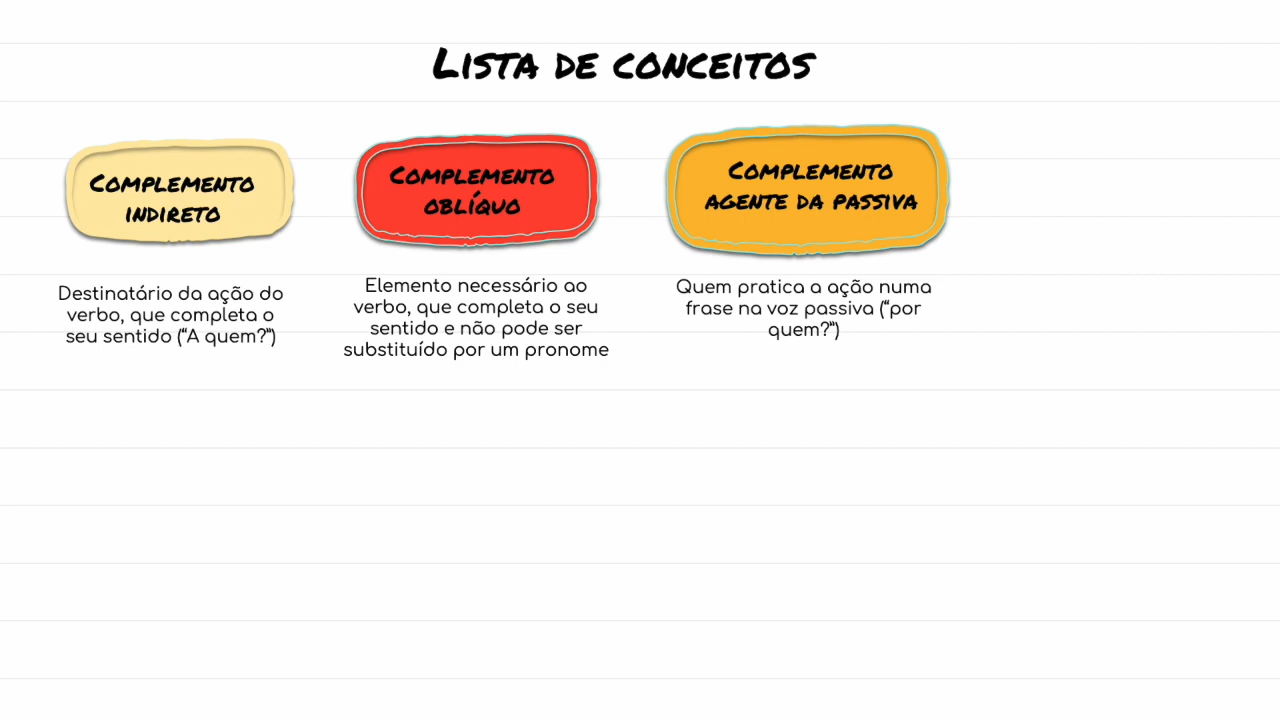 Lista de conceitos
Complemento
indireto
Complemento
oblíquo
Complemento
agente da passiva
Destinatário da ação do
verbo, que completa o
seu sentido (“A quem?”)
Elemento necessário ao
verbo, que completa o seu
sentido e não pode ser
substituído por um pronome
Quem pratica a ação numa
frase na voz passiva (“por
quem?”)